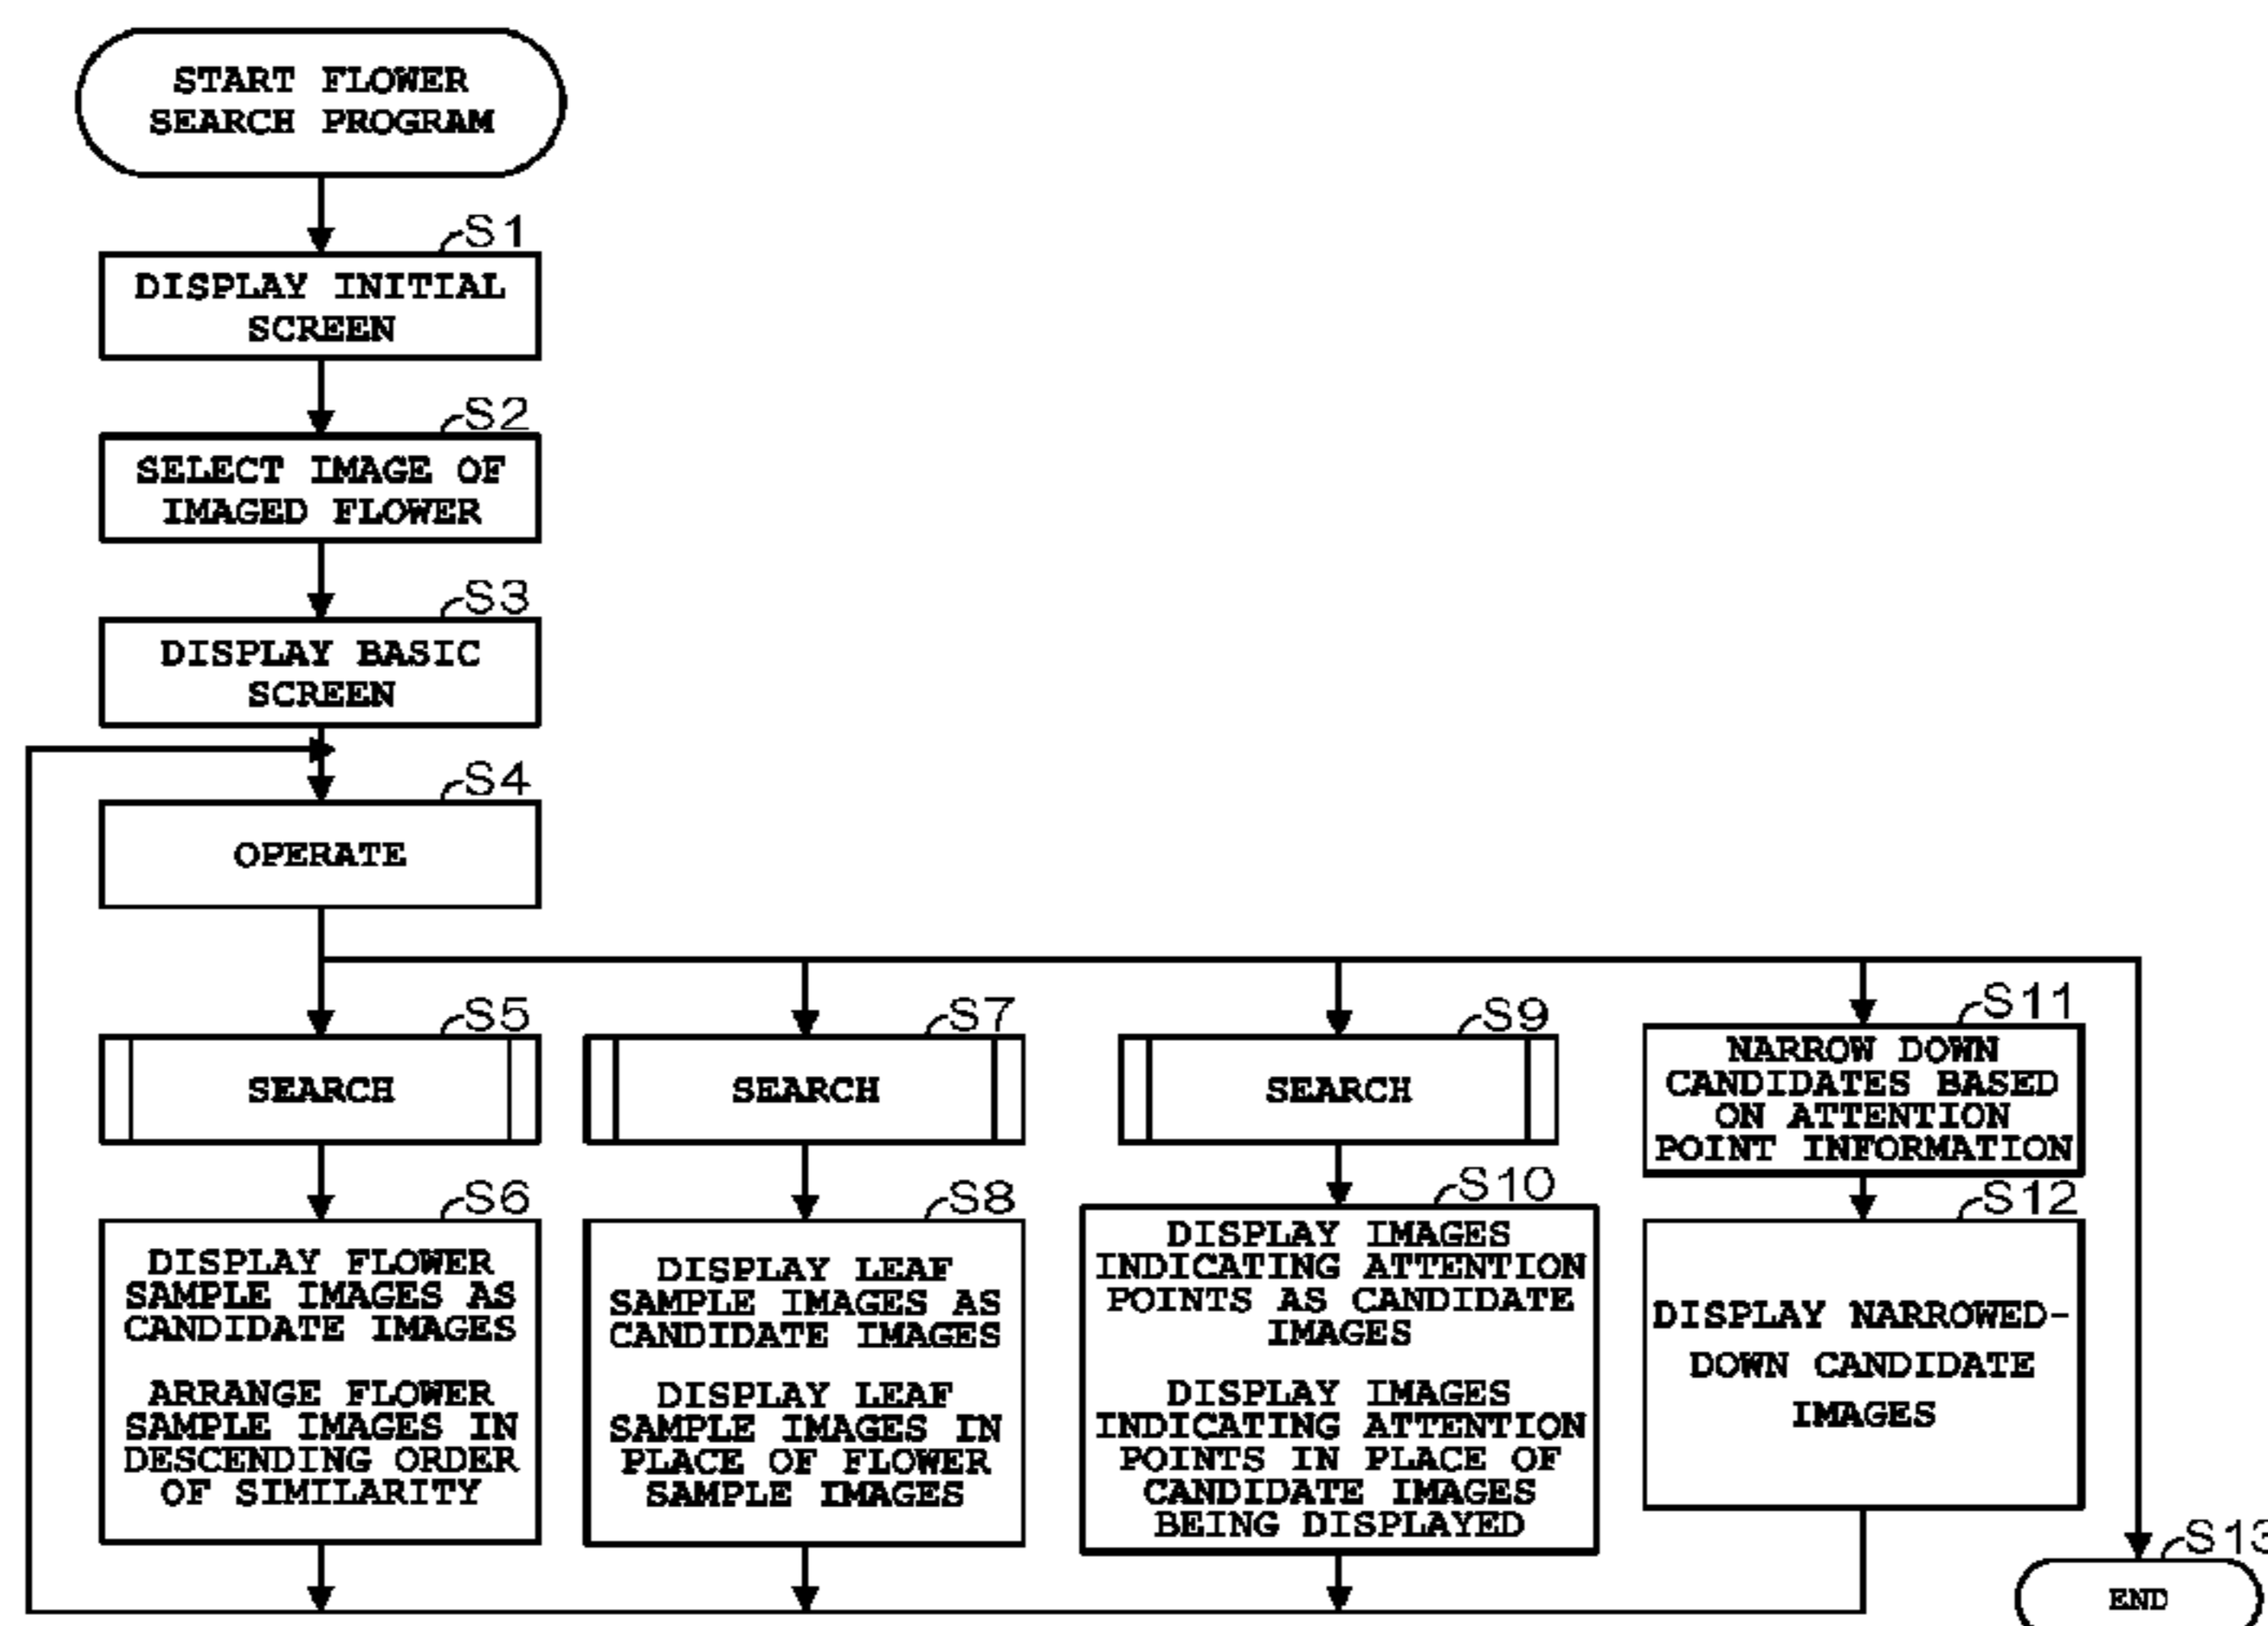 START FLOWER
SEARCH PROGRAM
S1
DISPLAY INITIAL
SCREEN
S2
SELECT IMAGE OF
IMAGED FLOWER
S3
DISPLAY BASIC
SCREEN
S4
OPERATE
S5
SEARCH
S6
DISPLAY FLOWER
SAMPLE IMAGES AS
CANDIDATE IMAGES
ARRANGE FLOWER
SAMPLE IMAGES IN
DESCENDING ORDER
OF SIMILARITY
S7
SEARCH
S8
DISPLAY LEAF
SAMPLE IMAGES AS
CANDIDATE IMAGES
DISPLAY LEAF
SAMPLE IMAGES IN
PLACE OF FLOWER
SAMPLE IMAGES
S9
SEARCH
S10
DISPLAY IMAGES
INDICATING ATTENTION
POINTS AS CANDIDATE
IMAGES
DISPLAY IMAGES
INDICATING ATTENTION
POINTS IN PLACE OF
CANDIDATE IMAGES
BEING DISPLAYED
S11
NARROW DOWN
CANDIDATES BASED
ON ATTENTION
POINT INFORMATION
S12
DISPLAY NARROWED-
DOWN CANDIDATE
IMAGES
S13
END